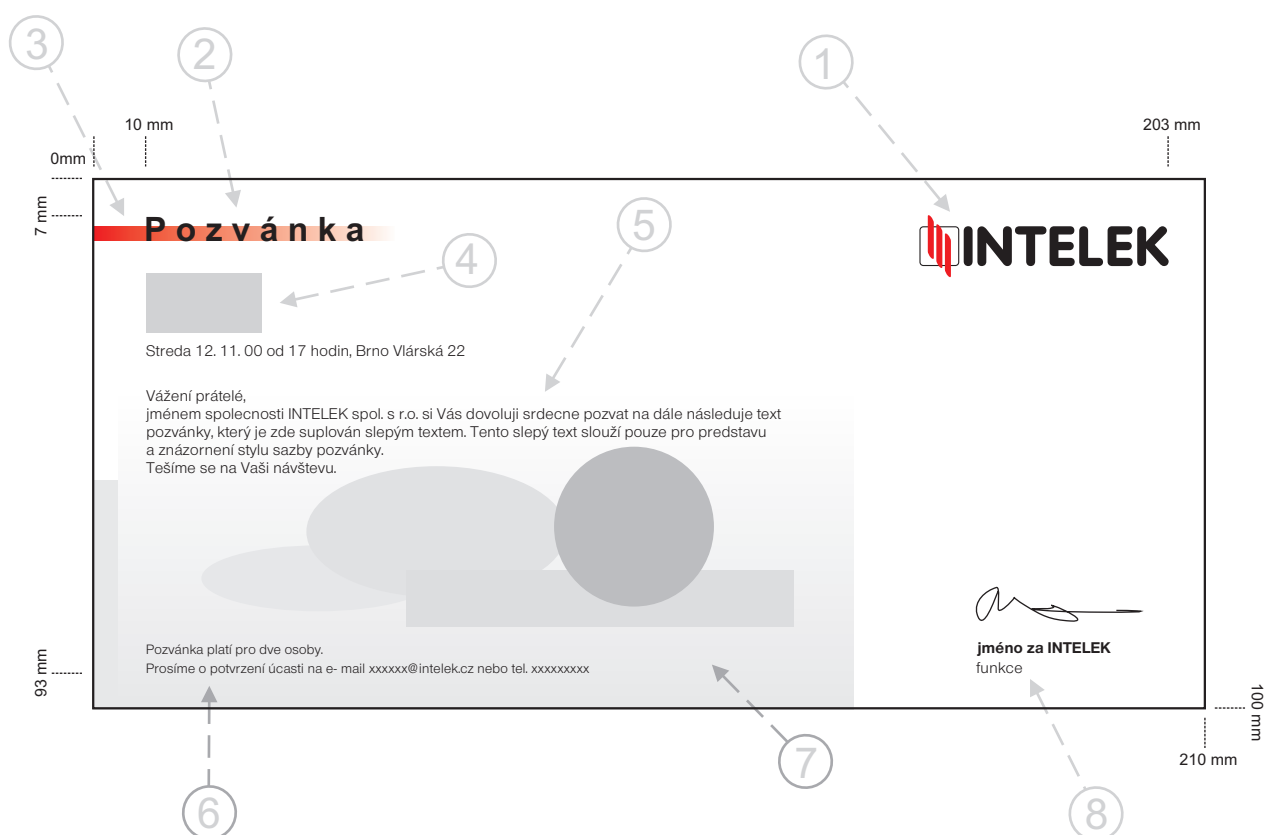 3
2
1
10 mm
203 mm
0mm
7 mm
Pozvánka
5
INTELEK
4
Streda 12. 11. 00 od 17 hodin, Brno Vlárská 22
Vážení prátelé,
jménem spolecnosti INTELEK spol. s r.o. si Vás dovoluji srdecne pozvat na dále následuje text
pozvánky, který je zde suplován slepým textem. Tento slepý text slouží pouze pro predstavu
a znázornení stylu sazby pozvánky.
Tešíme se na Vaši návštevu.
Pozvánka platí pro dve osoby.
Prosíme o potvrzení úcasti na e- mail xxxxxx@intelek.cz nebo tel. xxxxxxxxx
jméno za INTELEK
funkce
93 mm
100 mm
210 mm
7
6
8